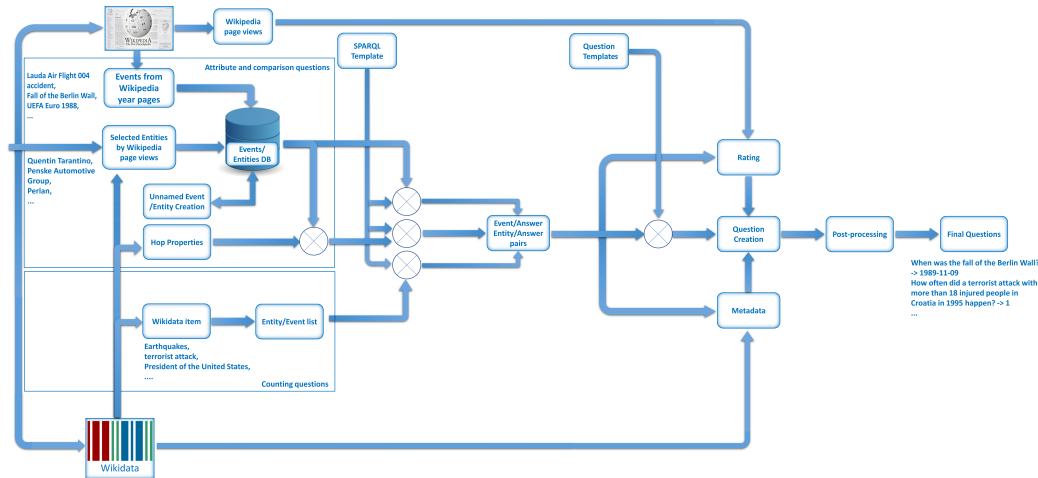 WIKIPEDIA
Wikipedia
page views
SPARQL
Template
Question
Templates
Attribute and comparison questions
Lauda Air Flight 004
accident,
Fall of the Berlin Wall,
UEFA Euro 1988,
...
Events from
Wikipedia
year pages
Selected Entities
by Wikipedia
page views
Events/
Entities DB
Quentin Tarantino,
Penske Automotive
Group,
Perlan,
...
Unnamed Event
/Entity Creation
Hop Properties
Event/Answer
Entity/Answer
pairs
Rating
Question
Creation
Post-processing
Final Questions
When was the fall of the Berlin Wall?
-> 1989-11-09
How often did a terrorist attack with
more than 18 injured people in
Croatia in 1995 happen? -> 1
...
Metadata
Wikidata Item
Entity/Event list
Earthquakes,
terrorist attack,
President of the United States,
....
Counting questions
Wikidata